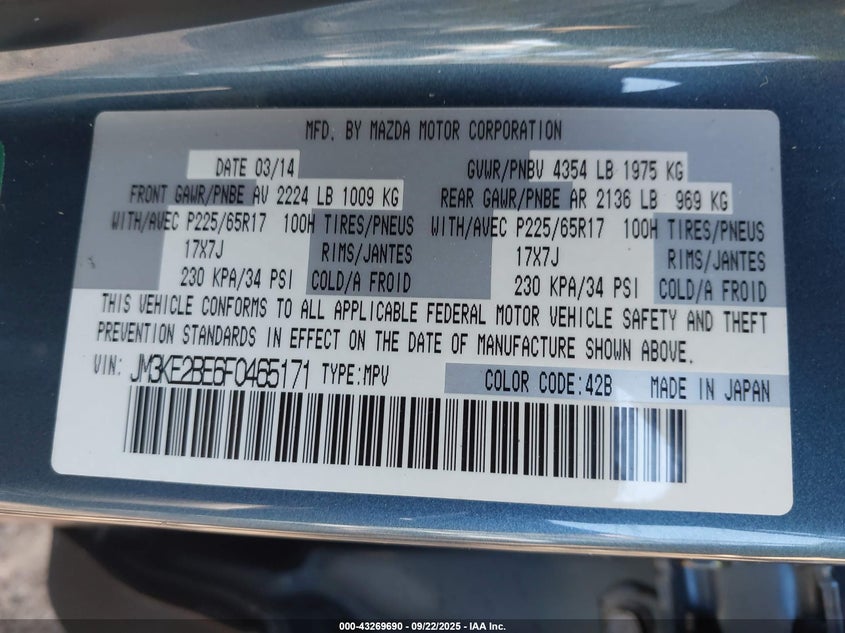 MFD. BY MAZDA MOTOR CORPORATION
DATE 03/14 GVWR/PNBV 4354 LB 1975 KG
FRONT GAWR/PNBE AV 2224 LB 1009 KG REAR GAWR/PNBE AR 2136 LB 969 KG
WITH/AVEC P225/65R17 100H TIRES/PNEUS WITH/AVEC P225/65R17 100H TIRES/PNEUS
17X7J RIMS/JANTES 17X7J RIMS/JANTES
230 KPA/34 PSI COLD/A FROID 230 KPA/34 PSI COLD/A FROID
THIS VEHICLE CONFORMS TO ALL APPLICABLE FEDERAL MOTOR VEHICLE SAFETY AND THEFT
PREVENTION STANDARDS IN EFFECT ON THE DATE OF MANUFACTURE SHOWN ABOVE.
VIN: JM3KE2BE6F0465171 TYPE:MPV COLOR CODE:42B MADE IN JAPAN
000-43269690 - 09/22/2025 - IAA Inc.